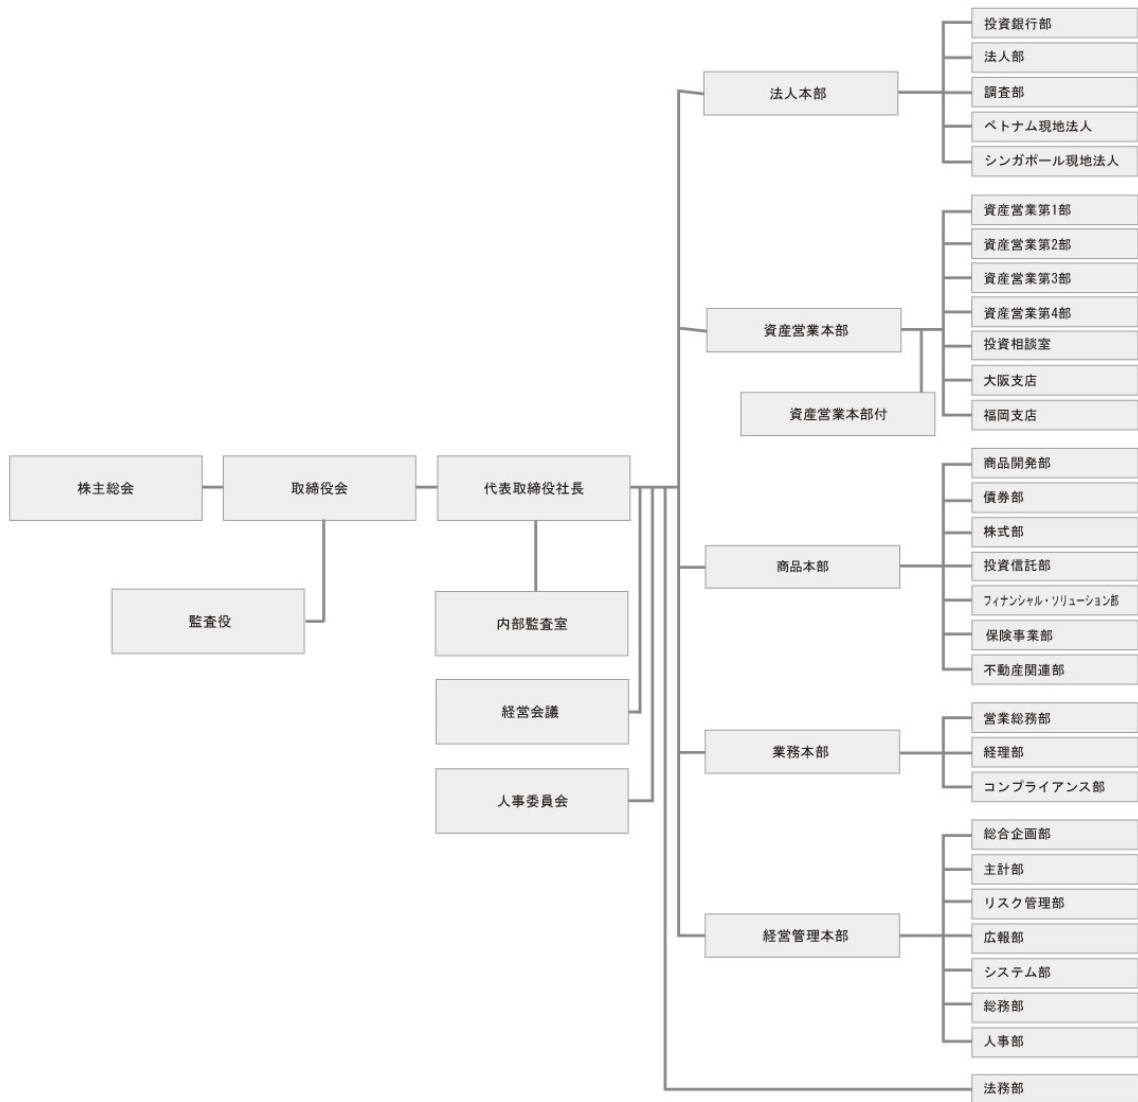 株主総会
取締役会
代表取締役社長
監査役
内部監査室
経営会議
人事委員会
法人本部
投資銀行部
法人部
調査部
ベトナム現地法人
シンガポール現地法人
資産営業本部
資産営業本部付
資産営業第1部
資産営業第2部
資産営業第3部
資産営業第4部
投資相談室
大阪支店
福岡支店
商品本部
商品開発部
債券部
株式部
投資信託部
フィナンシャル・ソリューション部
保険事業部
不動産関連部
業務本部
営業総務部
経理部
コンプライアンス部
経営管理本部
総合企画部
主計部
リスク管理部
広報部
システム部
総務部
人事部
法務部